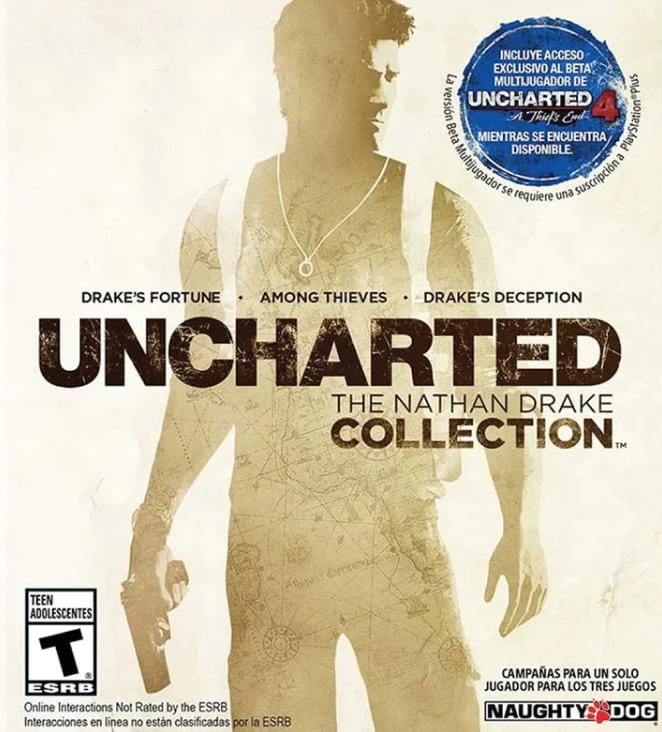 INCLUYE ACCESO
EXCLUSIVO AL BETA
MULTIJUGADOR DE
UNCHARTED 4
A Thief's End
MIENTRAS SE ENCUENTRA
DISPONIBLE.
La versión Beta Multijugador se requiere una suscripción a PlayStation®Plus
DRAKE'S FORTUNE • AMONG THIEVES • DRAKE'S DECEPTION
UNCHARTED
THE NATHAN DRAKE
COLLECTION™
TEEN
ADOLESCENTES
T®
ESRB
CAMPAÑAS PARA UN SOLO
JUGADOR PARA LOS TRES JUEGOS
NAUGHTY DOG
Online Interactions Not Rated by the ESRB
Interacciones en línea no están clasificadas por la ESRB